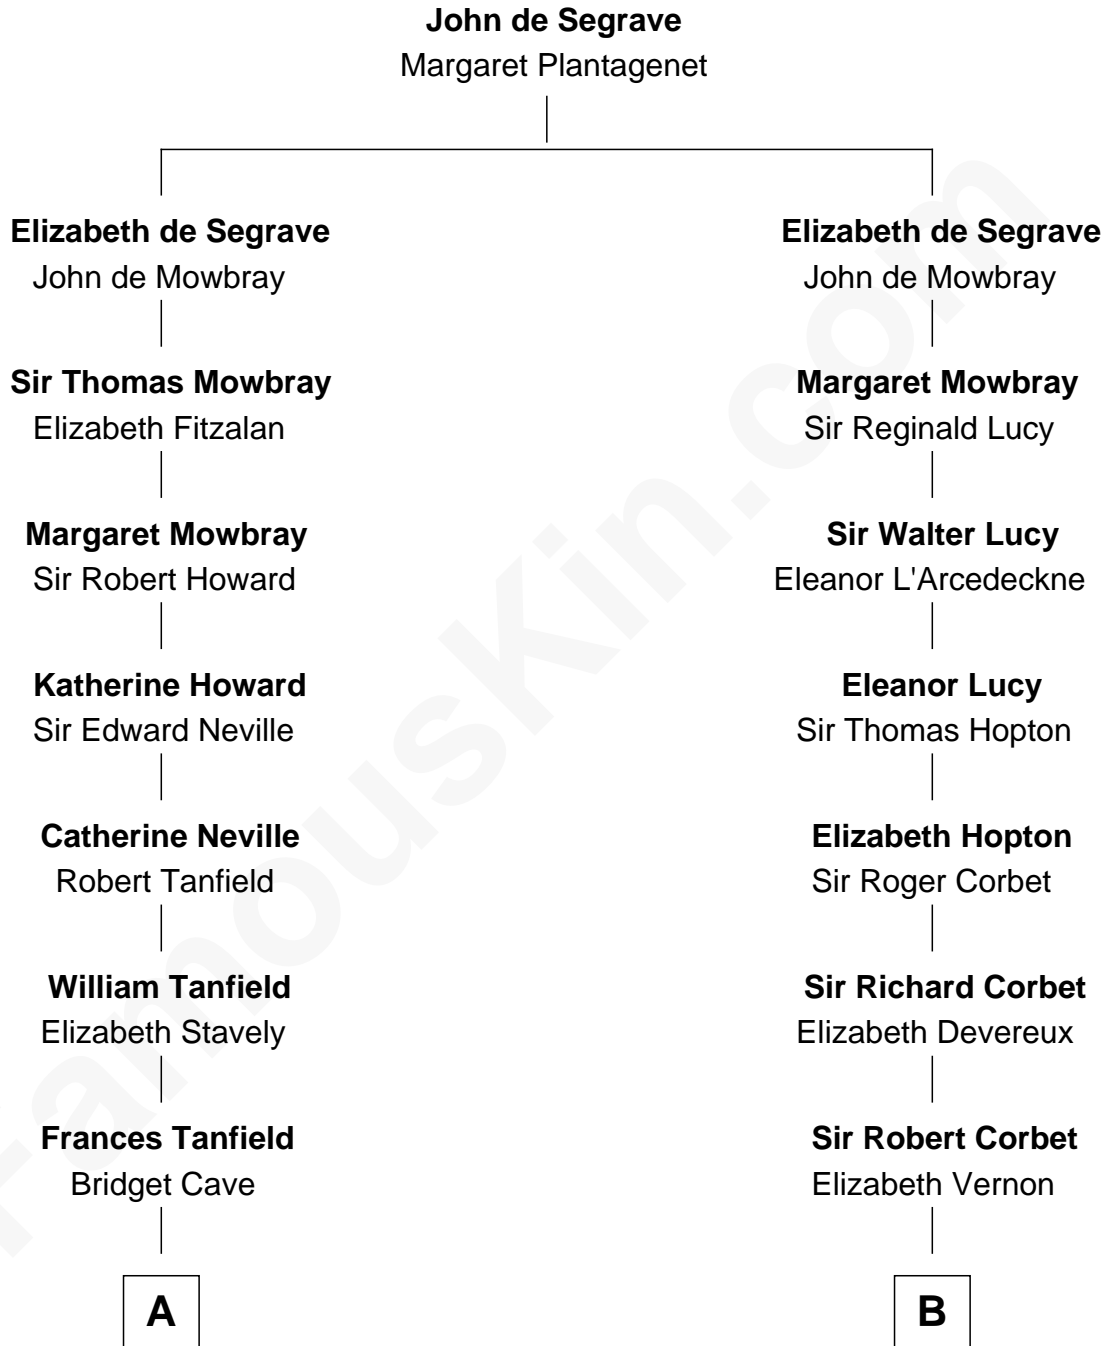 John de Segrave
Margaret Plantagenet
Elizabeth de Segrave
John de Mowbray
Elizabeth de Segrave
John de Mowbray
Sir Thomas Mowbray
Elizabeth Fitzalan
Margaret Mowbray
Sir Reginald Lucy
Margaret Mowbray
Sir Robert Howard
Sir Walter Lucy
Eleanor L'Arcedeckne
Katherine Howard
Sir Edward Neville
Eleanor Lucy
Sir Thomas Hopton
Catherine Neville
Robert Tanfield
Elizabeth Hopton
Sir Roger Corbet
William Tanfield
Elizabeth Stavely
Sir Richard Corbet
Elizabeth Devereux
Frances Tanfield
Bridget Cave
Sir Robert Corbet
Elizabeth Vernon
A
B
FamousKin.com